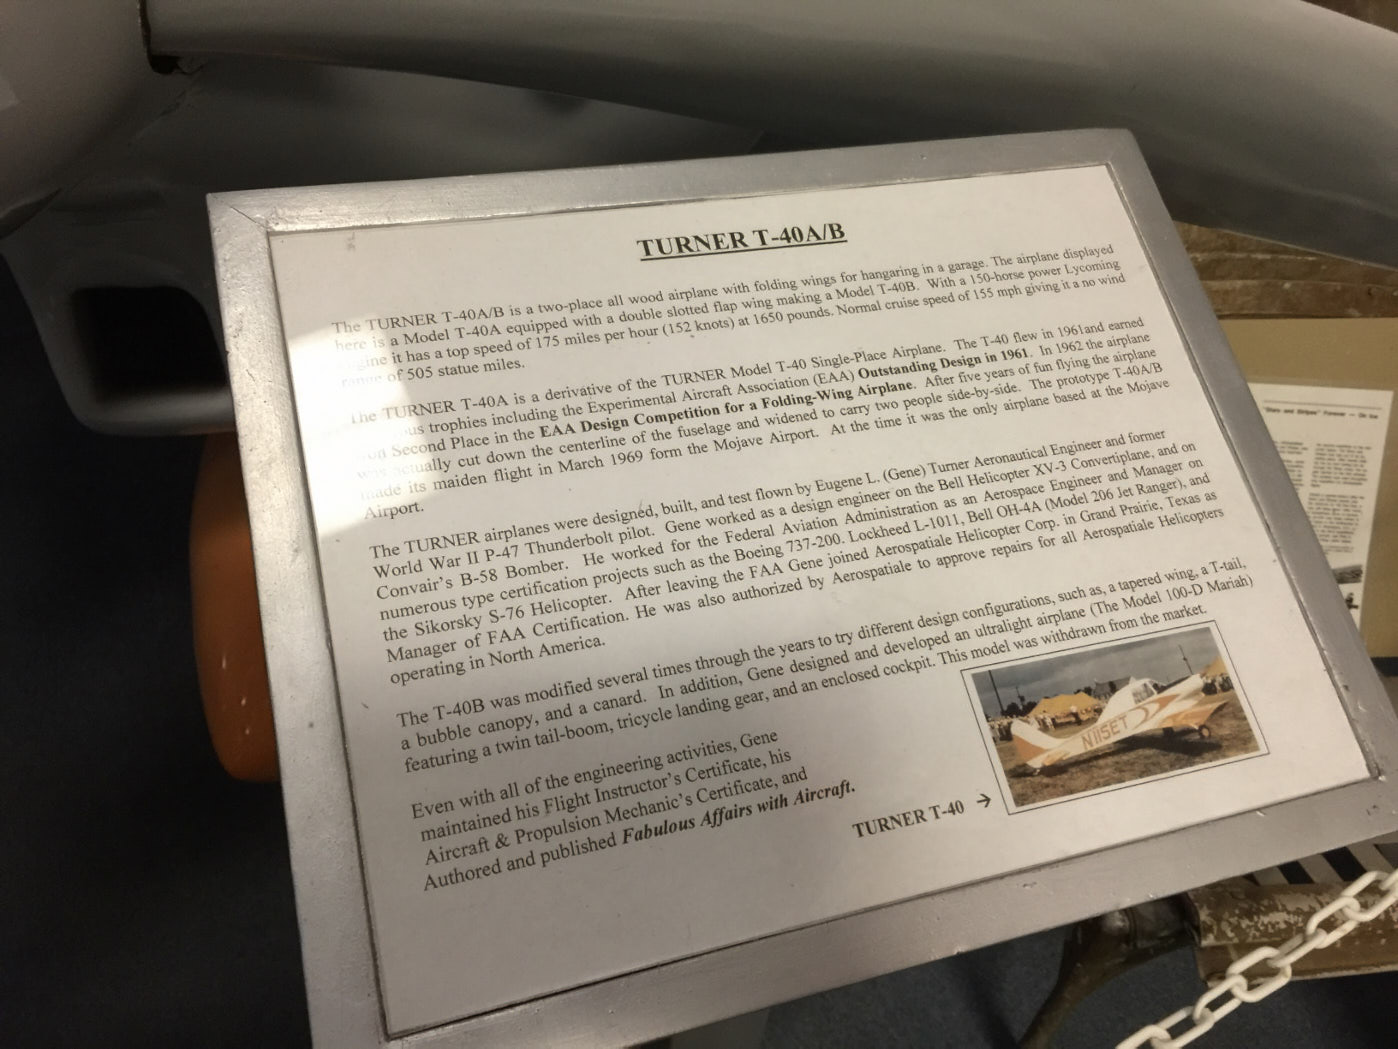 TURNER T-40A/B
The TURNER T-40A/B is a two-place all wood airplane with folding wings for hangaring in a garage. The airplane displayed
here is a Model T-40A equipped with a double slotted flap wing making a Model T-40B. With a 150-horse power Lycoming
engine it has a top speed of 175 miles per hour (152 knots) at 1650 pounds. Normal cruise speed of 155 mph giving it a no wind
range of 505 statue miles.
The TURNER T-40A is a derivative of the TURNER Model T-40 Single-Place Airplane. The T-40 flew in 1961and earned
trophies including the Experimental Aircraft Association (EAA) Outstanding Design in 1961. In 1962 the airplane
Second Place in the EAA Design Competition for a Folding-Wing Airplane. After five years of fun flying the airplane
was actually cut down the centerline of the fuselage and widened to carry two people side-by-side. The prototype T-40A/B
made its maiden flight in March 1969 form the Mojave Airport. At the time it was the only airplane based at the Mojave
Airport.
The TURNER airplanes were designed, built, and test flown by Eugene L. (Gene) Turner Aeronautical Engineer and former
World War II P-47 Thunderbolt pilot. Gene worked as a design engineer on the Bell Helicopter XV-3 Convertiplane, and on
Convair's B-58 Bomber. He worked for the Federal Aviation Administration as an Aerospace Engineer and Manager on
numerous type certification projects such as the Boeing 737-200. Lockheed L-1011, Bell OH-4A (Model 206 Jet Ranger), and
the Sikorsky S-76 Helicopter. After leaving the FAA Gene joined Aerospatiale Helicopter Corp. in Grand Prairie, Texas as
Manager of FAA Certification. He was also authorized by Aerospatiale to approve repairs for all Aerospatiale Helicopters
operating in North America.
The T-40B was modified several times through the years to try different design configurations, such as, a tapered wing, a T-tail,
a bubble canopy, and a canard. In addition, Gene designed and developed an ultralight airplane (The Model 100-D Mariah)
featuring a twin tail-boom, tricycle landing gear, and an enclosed cockpit. This model was withdrawn from the market.
Even with all of the engineering activities, Gene
maintained his Flight Instructor's Certificate, his
Aircraft & Propulsion Mechanic's Certificate, and
Authored and published Fabulous Affairs with Aircraft.
TURNER T-40 →
N115ET
"Stars and Stripes" Forever — On